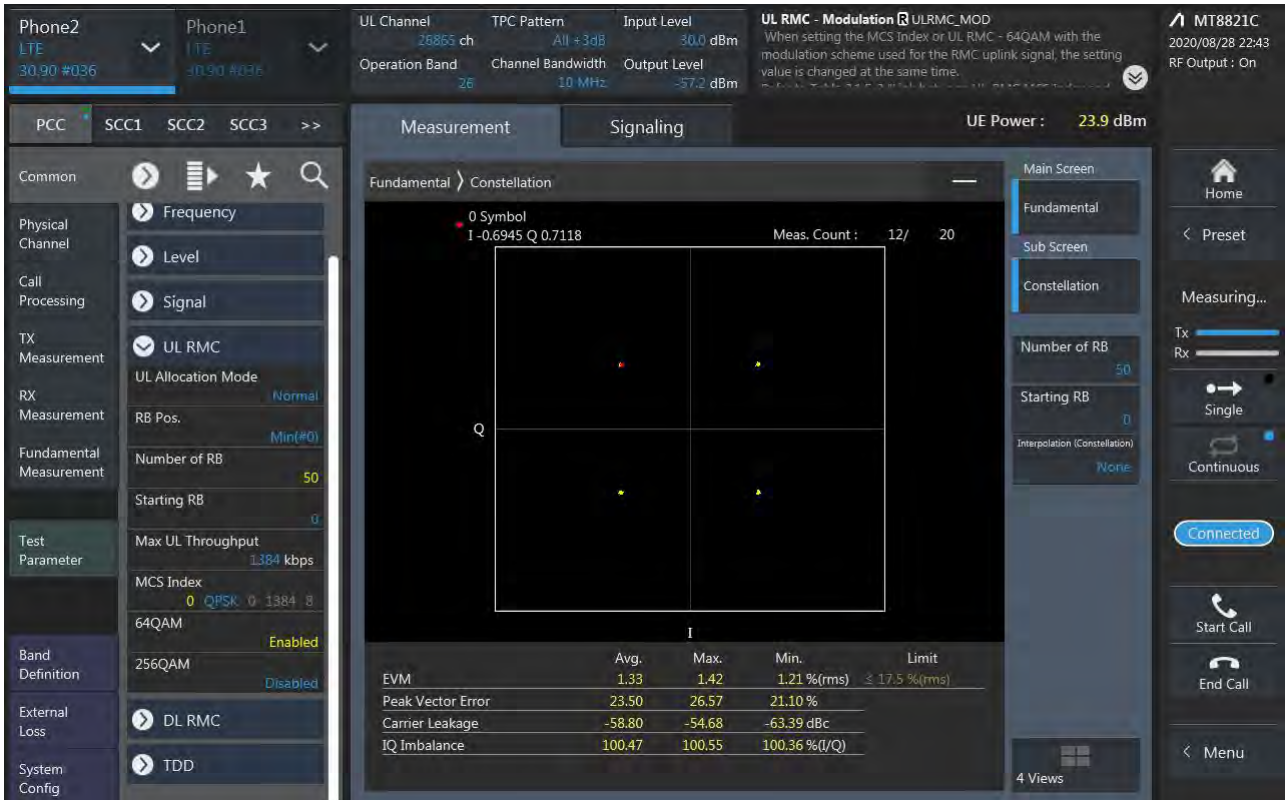 Phone2
LTE
30.90 #036
Phone1
LTE
30.90 #036
UL Channel
26865 ch
Operation Band
26
TPC Pattern
All +3dB
Channel Bandwidth
10 MHz
Input Level
30.0 dBm
Output Level
-57.2 dBm
UL RMC - Modulation R ULRMC_MOD
When setting the MCS Index or UL RMC - 64QAM with the
modulation scheme used for the RMC uplink signal, the setting
value is changed at the same time.
MT8821C
2020/08/28 22:43
RF Output : On
PCC SCC1 SCC2 SCC3 >>
Measurement
Signaling
UE Power : 23.9 dBm
Common
Physical
Channel
Call
Processing
TX
Measurement
RX
Measurement
Fundamental
Measurement
Test
Parameter
Band
Definition
External
Loss
System
Config
Frequency
Level
Signal
UL RMC
UL Allocation Mode
Normal
RB Pos.
Min(#0)
Number of RB
50
Starting RB
0
Max UL Throughput
1384 kbps
MCS Index
0 QPSK 0 1384 8
64QAM
Enabled
256QAM
Disabled
DL RMC
TDD
Fundamental 〉 Constellation
0 Symbol
I -0.6945 Q 0.7118
Meas. Count : 12/ 20
Q
I
Avg. Max. Min. Limit
EVM 1.33 1.42 1.21 %(rms) ≤ 17.5 %(rms)
Peak Vector Error 23.50 26.57 21.10 %
Carrier Leakage -58.80 -54.68 -63.39 dBc
IQ Imbalance 100.47 100.55 100.36 %(I/Q)
Main Screen
Fundamental
Sub Screen
Constellation
Number of RB
50
Starting RB
0
Interpolation (Constellation)
None
4 Views
Home
< Preset
Measuring...
Tx
Rx
Single
Continuous
Connected
Start Call
End Call
< Menu